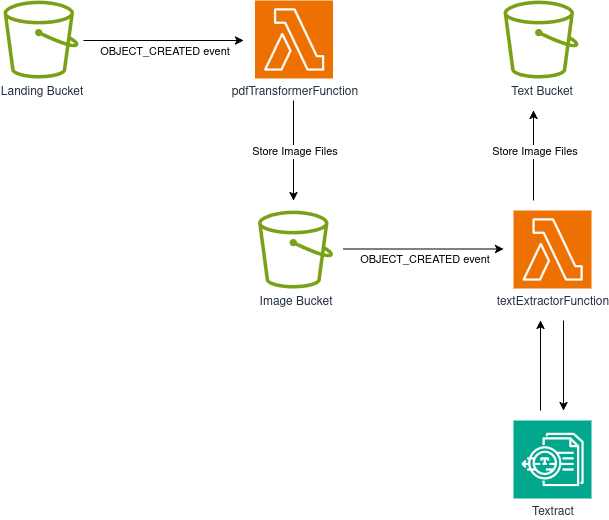 OBJECT_CREATED event
Landing Bucket
pdfTransformerFunction
Text Bucket
Store Image Files
Store Image Files
OBJECT_CREATED event
Image Bucket
textExtractorFunction
Textract